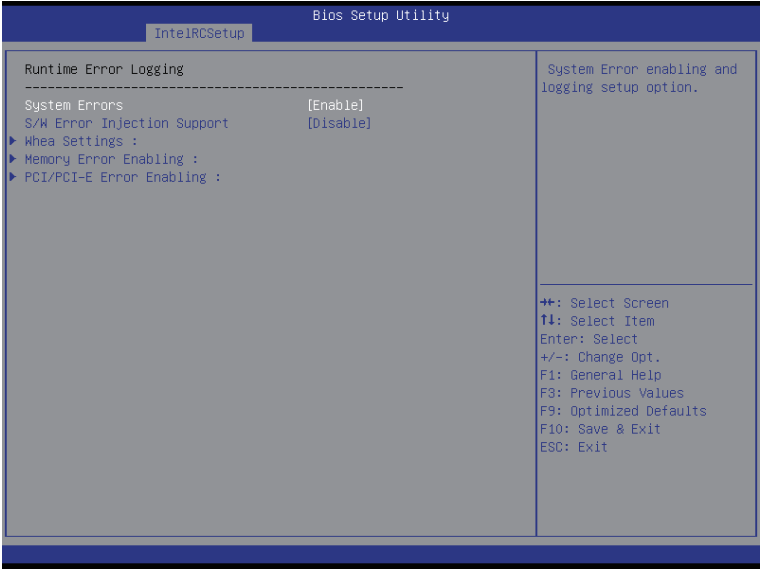 Bios Setup Utility
IntelRCSetup
Runtime Error Logging
--------------------------------------------------
System Errors [Enable]
S/W Error Injection Support [Disable]
▶ Whea Settings :
▶ Memory Error Enabling :
▶ PCI/PCI-E Error Enabling :
System Error enabling and
logging setup option.
→←: Select Screen
↑↓: Select Item
Enter: Select
+/-: Change Opt.
F1: General Help
F3: Previous Values
F9: Optimized Defaults
F10: Save & Exit
ESC: Exit